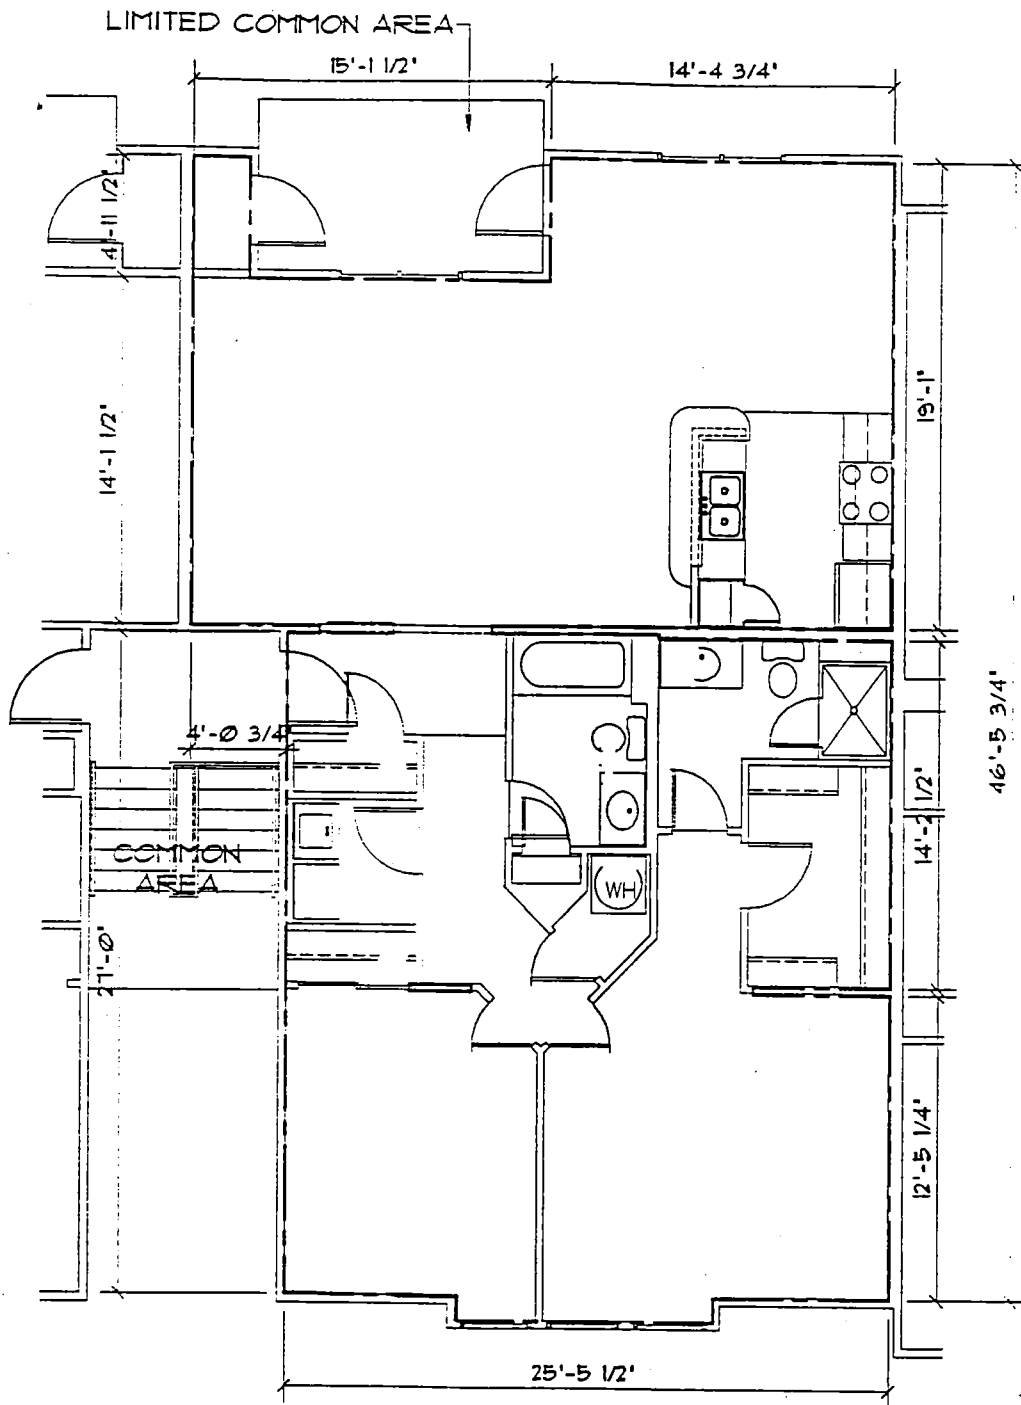 LIMITED COMMON AREA
15'-1 1/2"
14'-4 3/4"
4'-11 1/2"
14'-1 1/2"
19'-1"
4'-0 3/4"
46'-5 3/4"
14'-2 1/2"
COMMON
AREA
WH
27'-0"
12'-5 1/4"
25'-5 1/2"